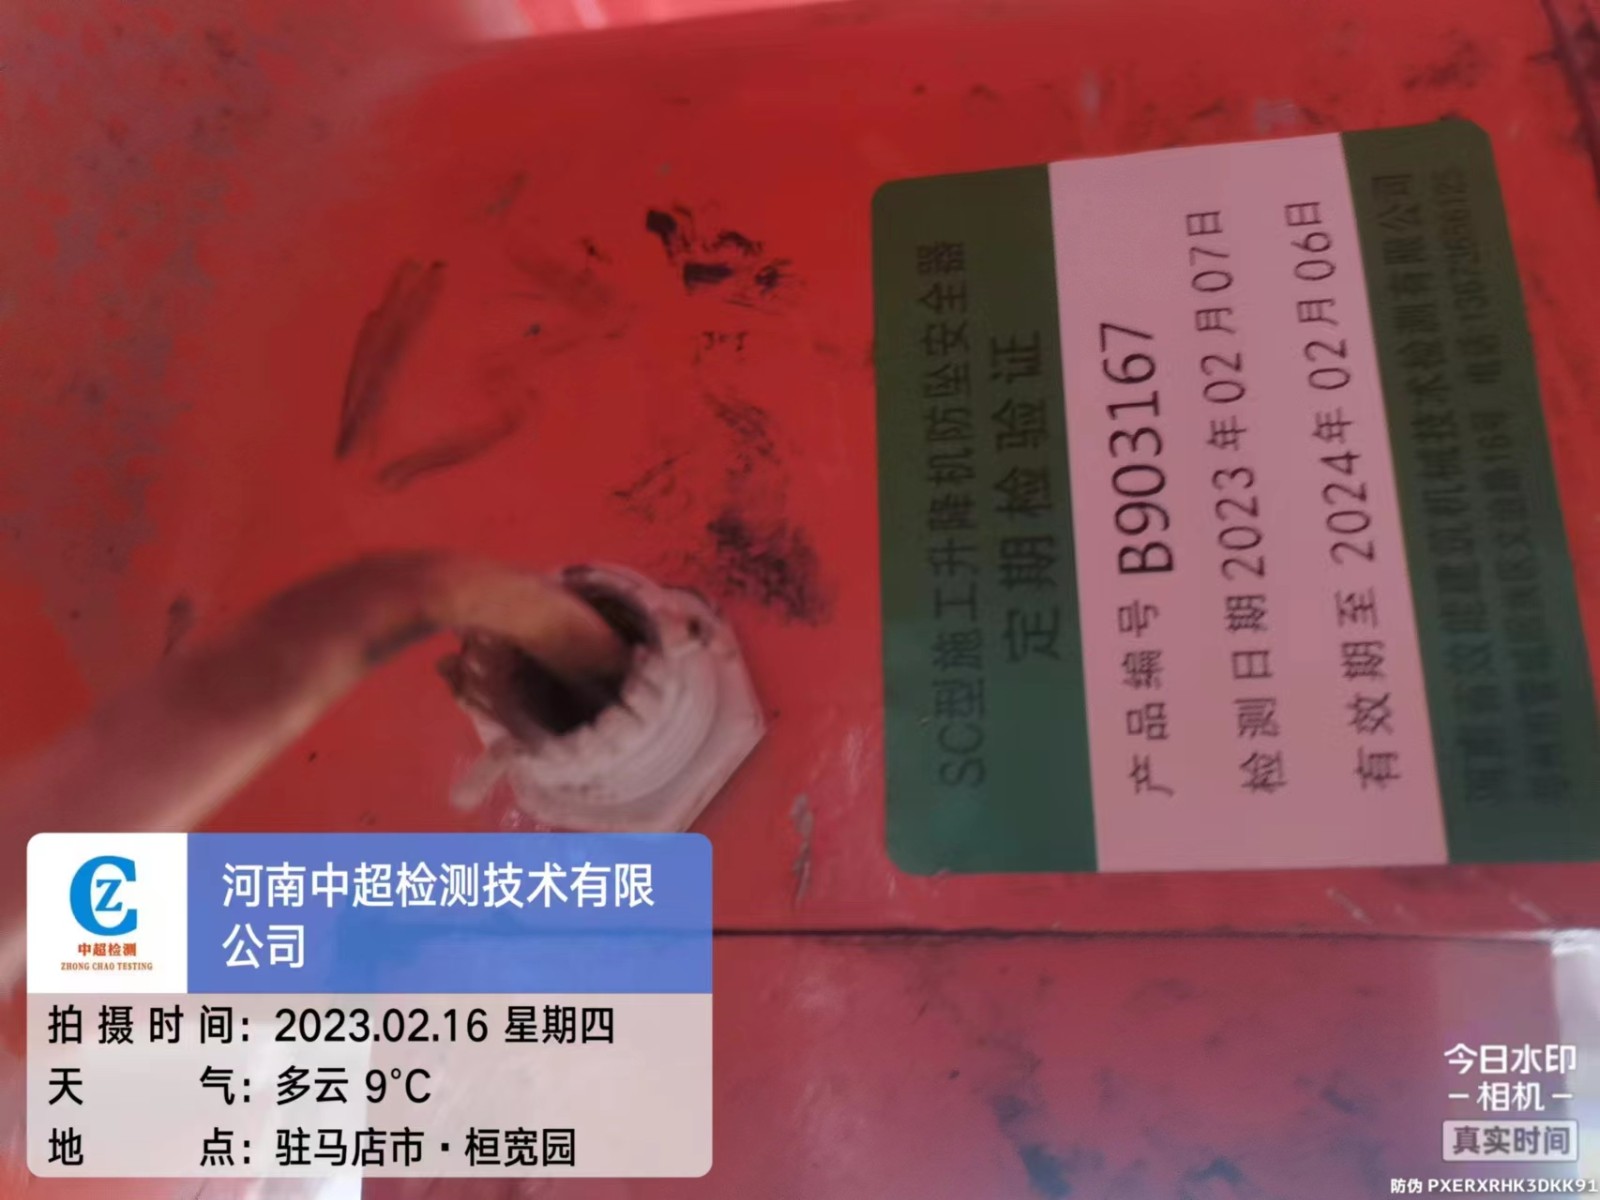 SC型施工升降机防坠安全器
定期检验证
产品编号 B903167
检测日期 2023年02月07日
有效期至 2024年02月06日
中超检测
ZHONG CHAO TESTING
河南中超检测技术有限
公司
拍摄时间：2023.02.16 星期四
天气：多云 9°C
地点：驻马店市·桓宽园
今日水印
相机
真实时间
防伪 PXERXRHK3DKK91